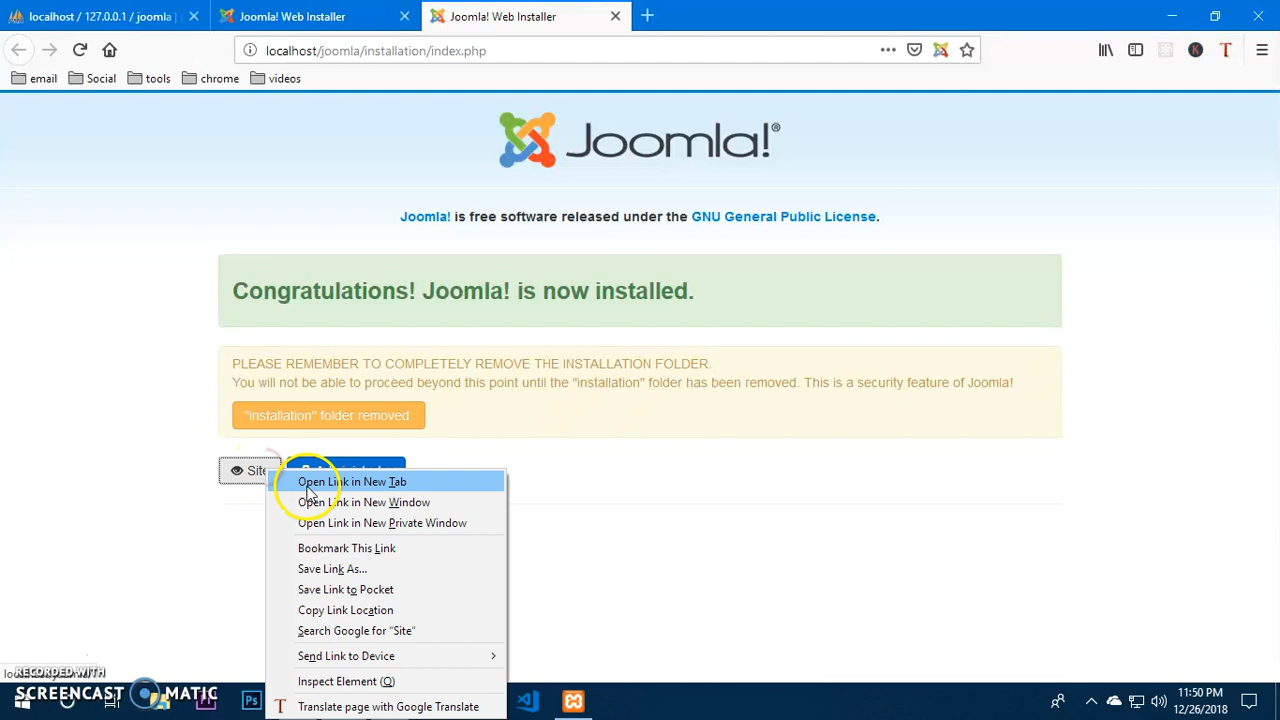 localhost / 127.0.0.1 / joomla |
Joomla! Web Installer
Joomla! Web Installer
localhost/joomla/installation/index.php
email
Social
tools
chrome
videos
Joomla!®
Joomla! is free software released under the GNU General Public License.
Congratulations! Joomla! is now installed.
PLEASE REMEMBER TO COMPLETELY REMOVE THE INSTALLATION FOLDER.
You will not be able to proceed beyond this point until the "installation" folder has been removed. This is a security feature of Joomla!
"installation" folder removed.
Site
Open Link in New Tab
Open Link in New Window
Open Link in New Private Window
Bookmark This Link
Save Link As...
Save Link to Pocket
Copy Link Location
Search Google for "Site"
Send Link to Device
Inspect Element (Q)
T Translate page with Google Translate
RECORDED WITH
SCREENCAST MATIC
Ps
11:50 PM
12/26/2018